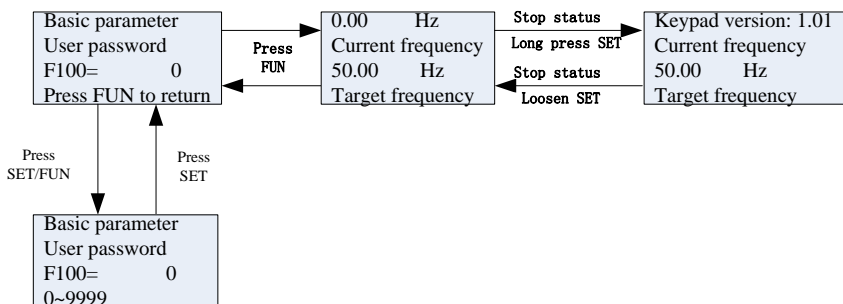 Basic parameter
User password
F100= 0
Press FUN to return
Press
FUN
0.00 Hz
Current frequency
50.00 Hz
Target frequency
Stop status
Long press SET
Stop status
Loosen SET
Keypad version: 1.01
Current frequency
50.00 Hz
Target frequency
Press
SET/FUN
Press
SET
Basic parameter
User password
F100= 0
0~9999